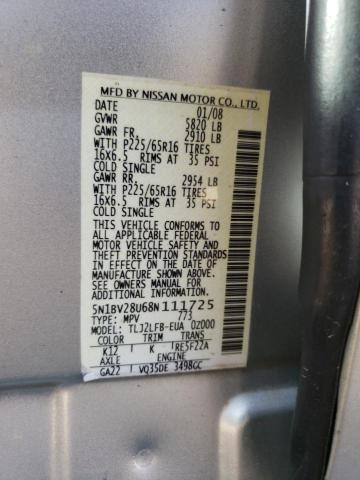 MFD BY NISSAN MOTOR CO., LTD.
DATE 01/08
GVWR 5820 LB
GAWR FR. 2910 LB
WITH P225/65R16 TIRES
16X6.5 RIMS AT 35 PSI
COLD SINGLE
GAWR RR. 2954 LB
WITH P225/65R16 TIRES
16X6.5 RIMS AT 35 PSI
COLD SINGLE
THIS VEHICLE CONFORMS TO
ALL APPLICABLE FEDERAL
MOTOR VEHICLE SAFETY AND
THEFT PREVENTION STANDARDS
IN EFFECT ON THE DATE OF
MANUFACTURE SHOWN ABOVE.
SEE OWNERS MANUAL FOR
ADDITIONAL INFORMATION
5N1BV28U68N111725
TYPE: MPV 773
MODEL: TLJ2LFB-EUA 02000
COLOR TRIM TRANS
K12 K RE5F22A
AXLE ENGINE
GA22 VQ35DE 3498CC